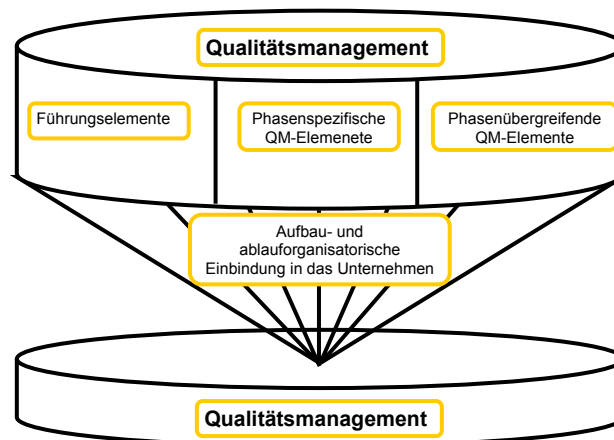 Qualitätsmanagement
Führungselemente
Phasenspezifische
QM-Elemenete
Phasenübergreifende
QM-Elemente
Aufbau- und
ablauforganisatorische
Einbindung in das Unternehmen
Qualitätsmanagement